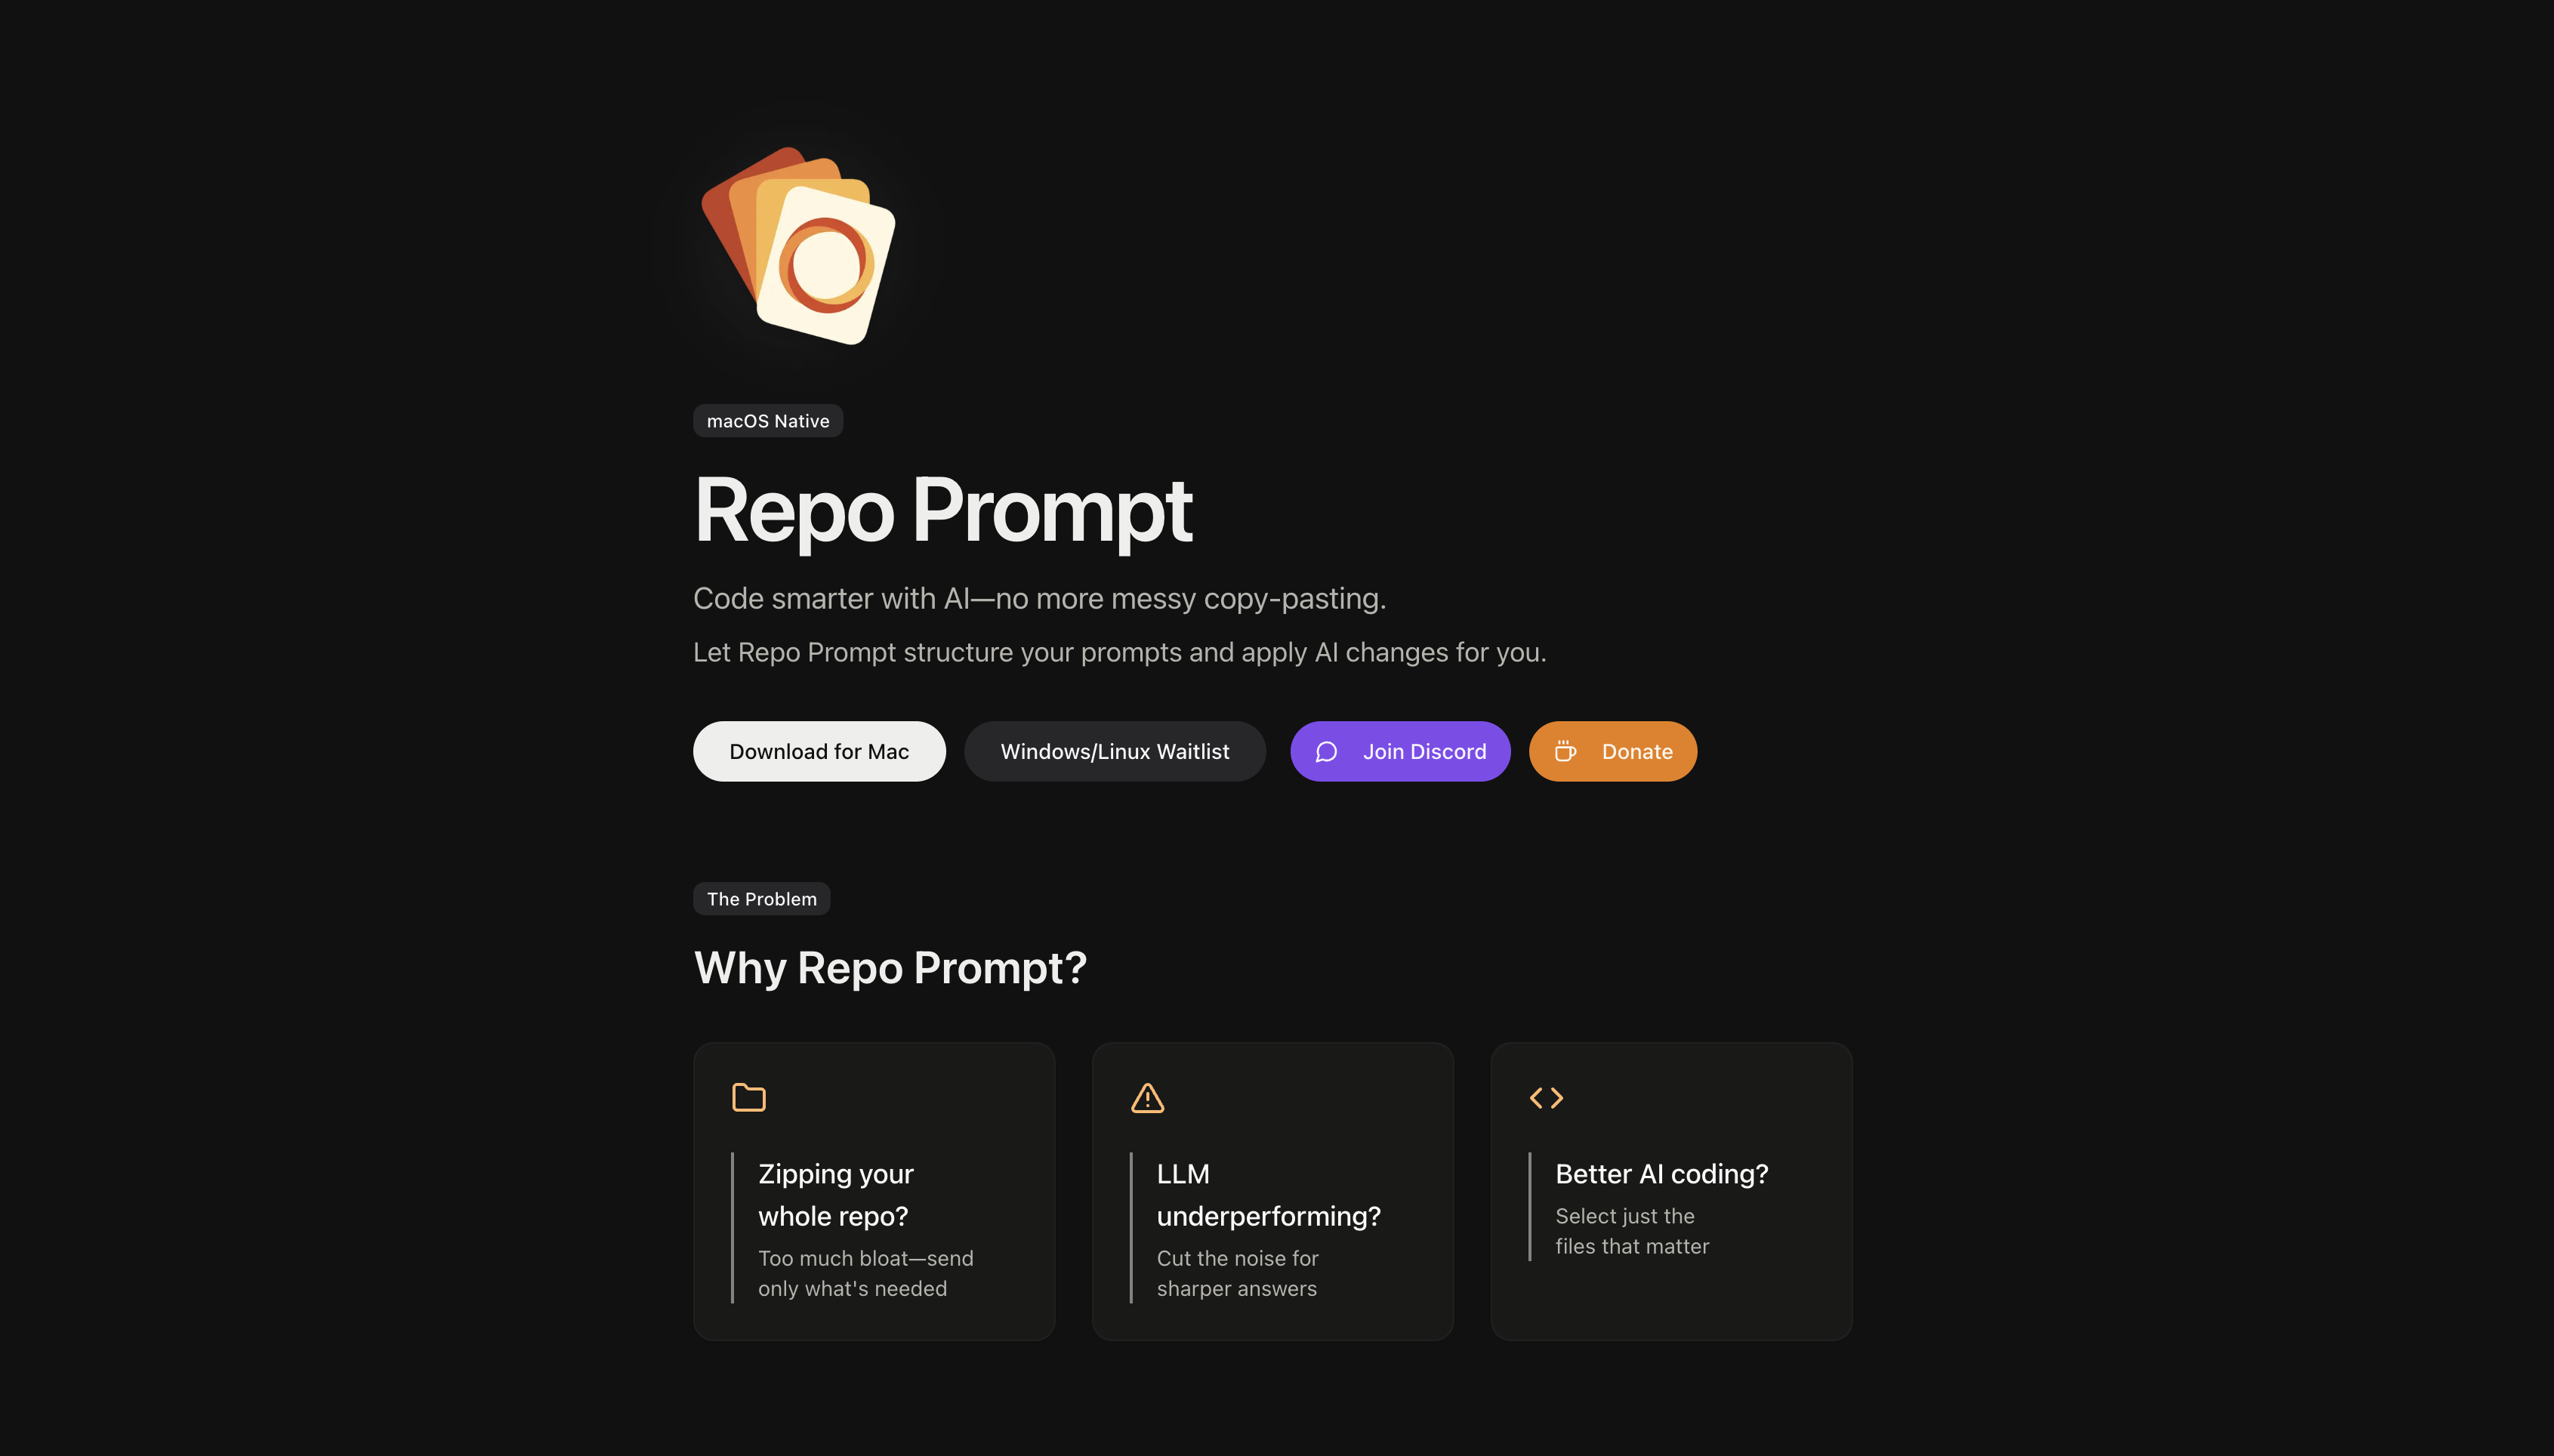 macOS Native
Repo Prompt
Code smarter with AI—no more messy copy-pasting.
Let Repo Prompt structure your prompts and apply AI changes for you.
Download for Mac
Windows/Linux Waitlist
Join Discord
Donate
The Problem
Why Repo Prompt?
Zipping your
whole repo?
Too much bloat—send
only what's needed
LLM
underperforming?
Cut the noise for
sharper answers
Better AI coding?
Select just the
files that matter